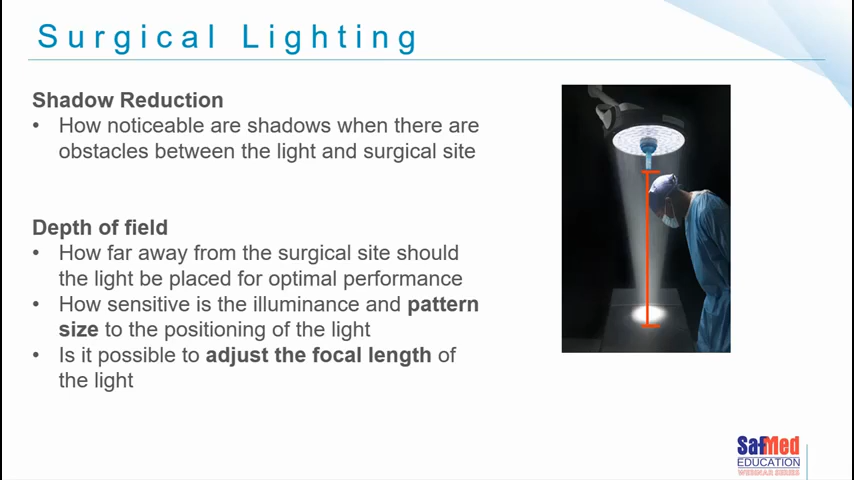 Surgical Lighting
Shadow Reduction
• How noticeable are shadows when there are
obstacles between the light and surgical site
Depth of field
• How far away from the surgical site should
the light be placed for optimal performance
• How sensitive is the illuminance and pattern
size to the positioning of the light
• Is it possible to adjust the focal length of
the light
SafMed
EDUCATION
WEBINAR SERIES